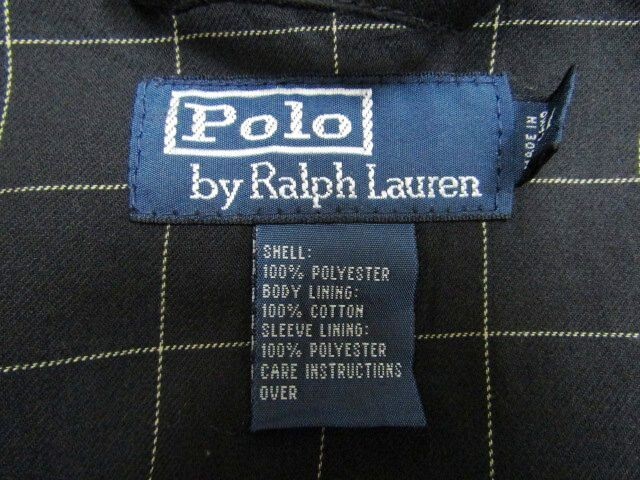 Polo
by Ralph Lauren
MADE IN
SHELL:
100% POLYESTER
BODY LINING:
100% COTTON
SLEEVE LINING:
100% POLYESTER
CARE INSTRUCTIONS
OVER